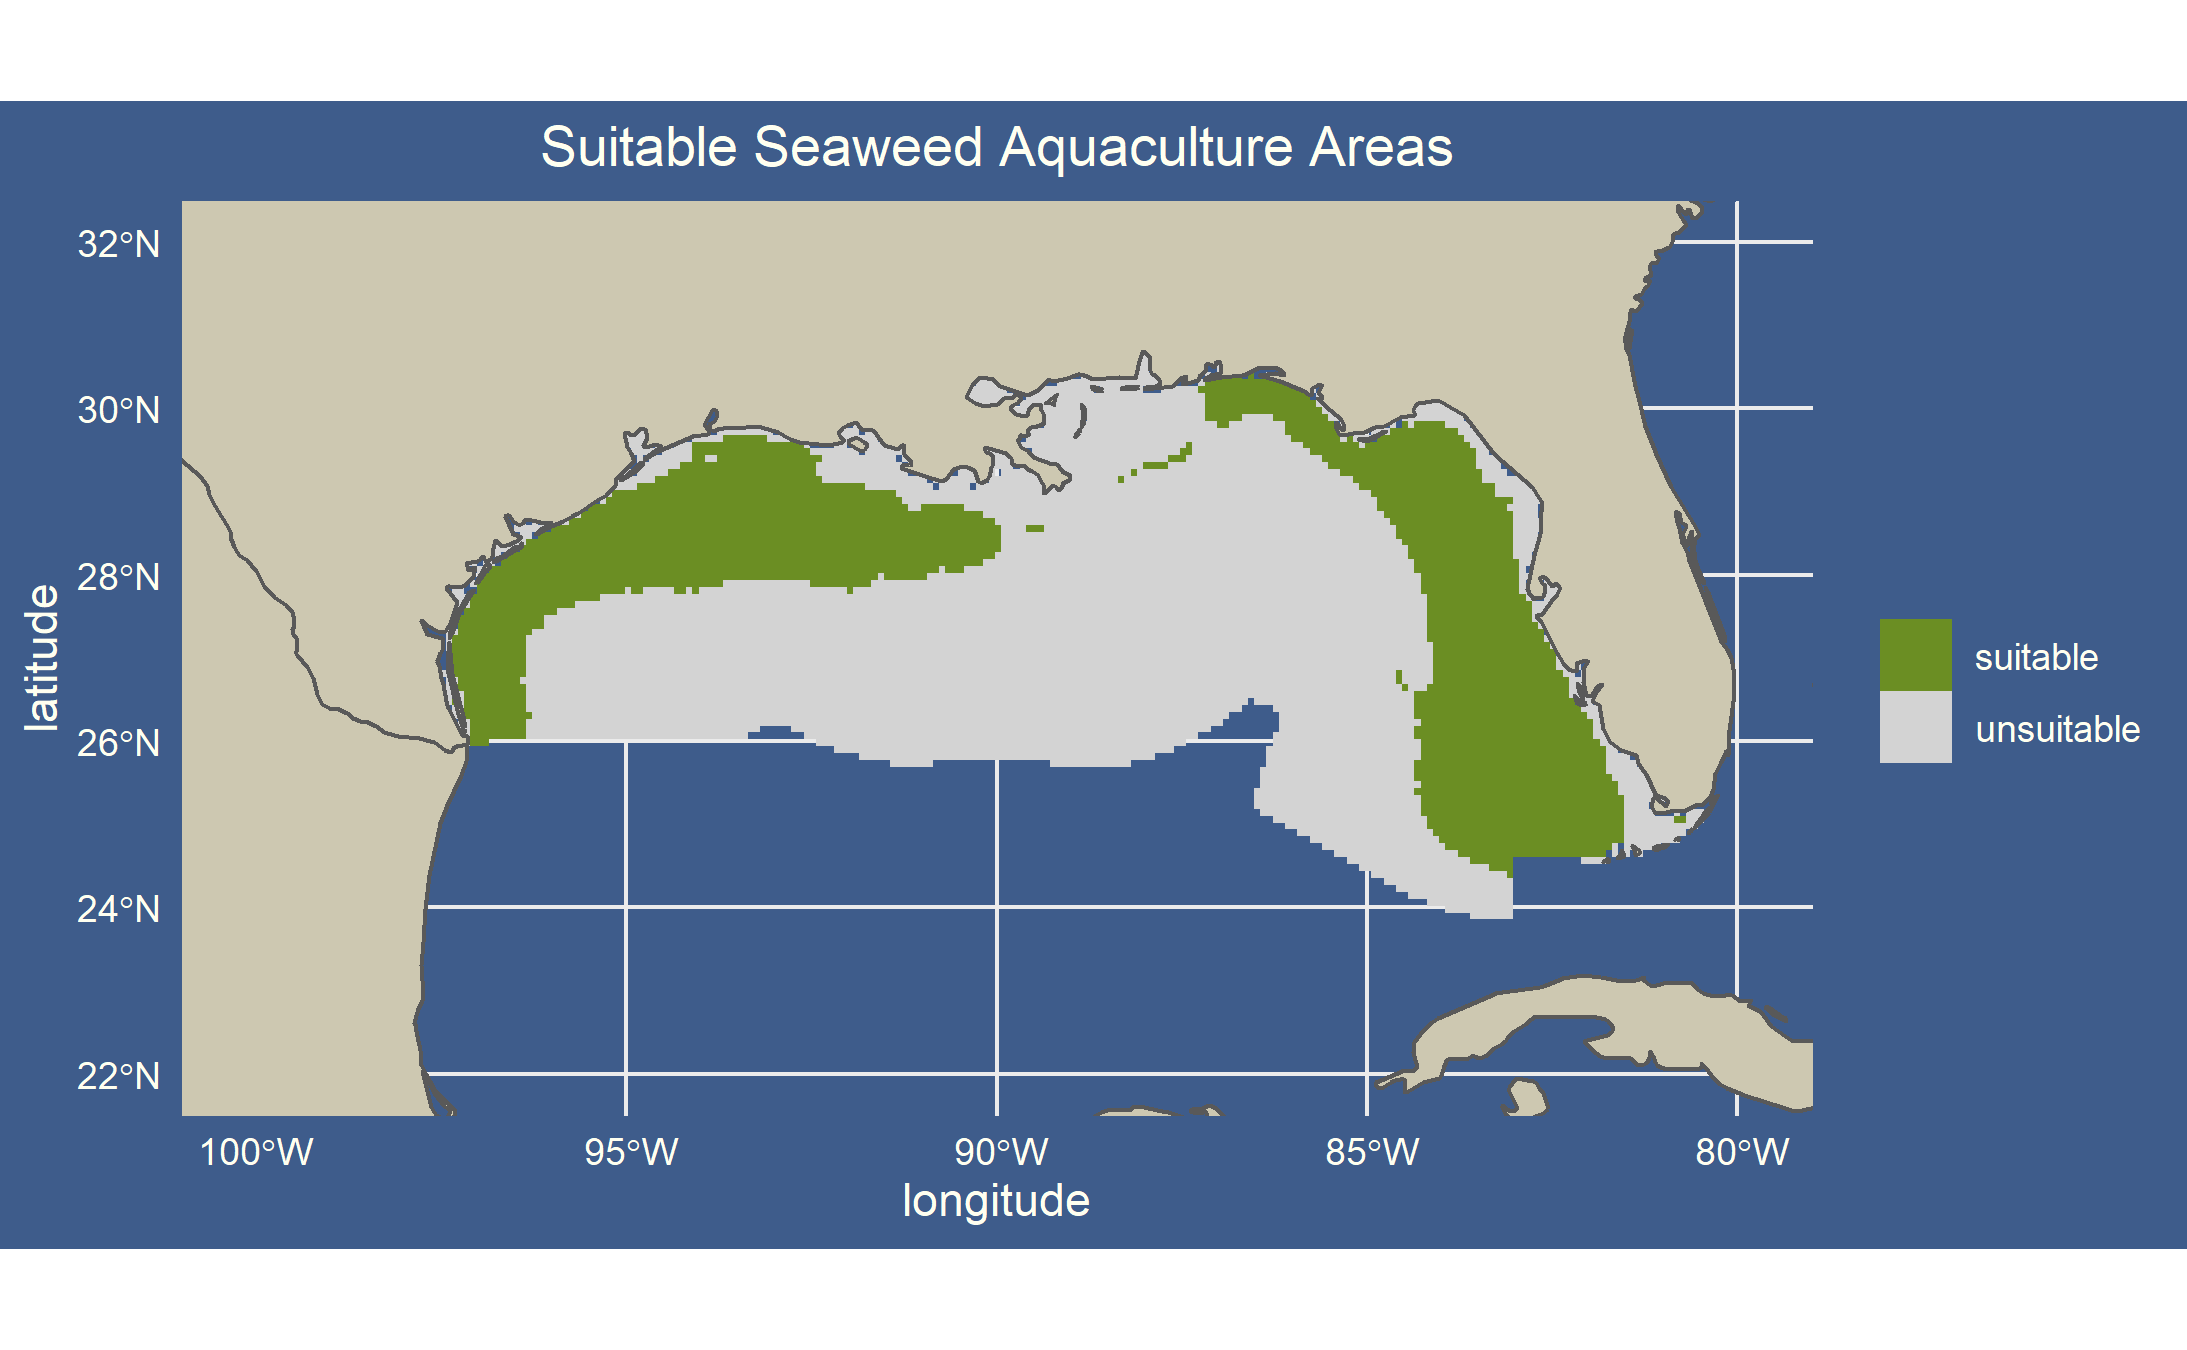 Suitable Seaweed Aquaculture Areas
32°N
30°N
28°N
26°N
24°N
22°N
latitude
100°W
95°W
90°W
85°W
80°W
longitude
suitable
unsuitable